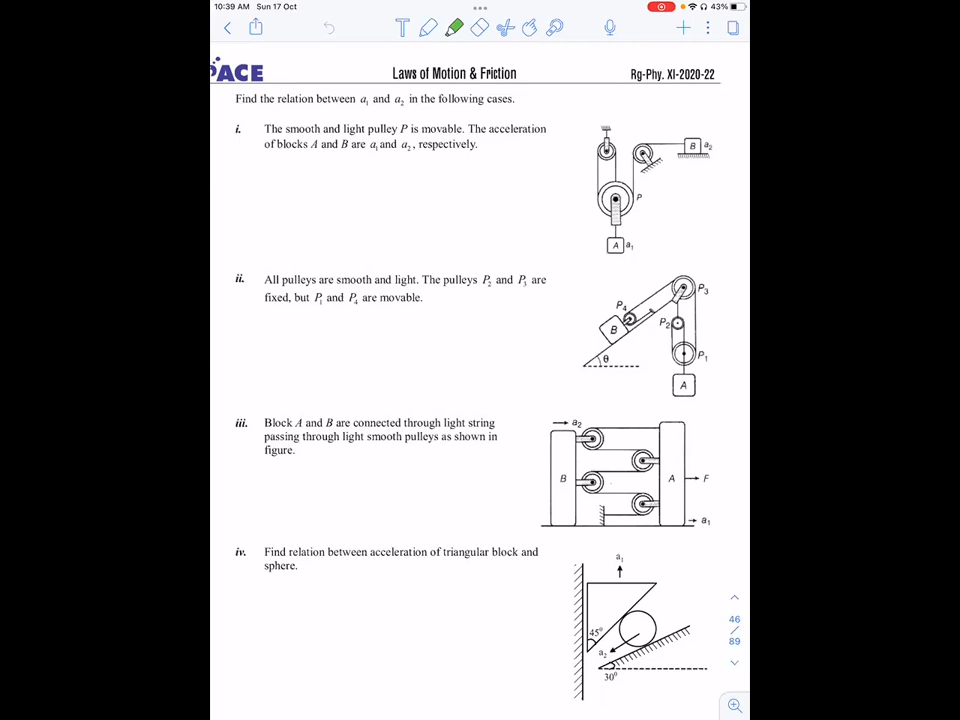 10:39 AM Sun 17 Oct
43%
PACE
Laws of Motion & Friction
Rg-Phy. XI-2020-22
Find the relation between a₁ and a₂ in the following cases.
i. The smooth and light pulley P is movable. The acceleration
of blocks A and B are a₁ and a₂, respectively.
B a₂
P
A a₁
ii. All pulleys are smooth and light. The pulleys P₂ and P₃ are
fixed, but P₁ and P₄ are movable.
P₃
P₄
P₂
B
P₁
θ
A
iii. Block A and B are connected through light string
passing through light smooth pulleys as shown in
figure.
a₂
B
A
F
a₁
iv. Find relation between acceleration of triangular block and
sphere.
a₁
45⁰
a₂
30⁰
46
/
89